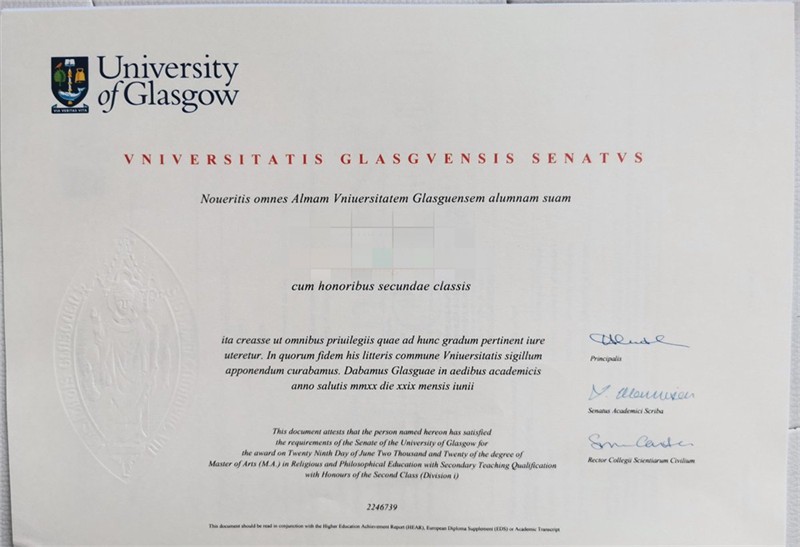 University
of Glasgow
VIA VERITAS VITA
VNIVERSITATIS GLASGVENSIS SENATVS
Noueritis omnes Almam Vniuersitatem Glasguensem alumnam suam
cum honoribus secundae classis
ita creasse ut omnibus priuilegiis quae ad hunc gradum pertinent iure
uteretur. In quorum fidem his litteris commune Vniuersitatis sigillum
apponendum curabamus. Dabamus Glasguae in aedibus academicis
anno salutis mmxx die xxix mensis iunii
Principalis
Senatus Academici Scriba
Rector Collegii Scientiarum Civilium
This document attests that the person named hereon has satisfied
the requirements of the Senate of the University of Glasgow for
the award on Twenty Ninth Day of June Two Thousand and Twenty of the degree of
Master of Arts (M.A.) in Religious and Philosophical Education with Secondary Teaching Qualification
with Honours of the Second Class (Division i)
2246739
This document should be read in conjunction with the Higher Education Achievement Report (HEAR), European Diploma Supplement (EDS) or Academic Transcript